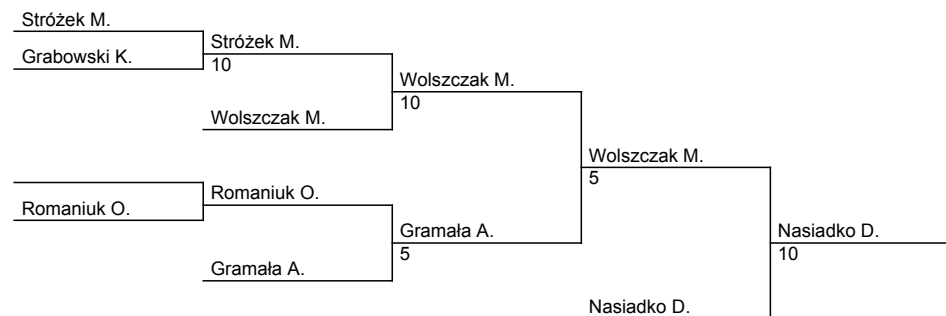 Stróżek M.
Grabowski K.
Stróżek M.
10
Wolszczak M.
Wolszczak M.
10
Romaniuk O.
Romaniuk O.
Gramała A.
Gramała A.
5
Wolszczak M.
5
Nasiadko D.
Nasiadko D.
10